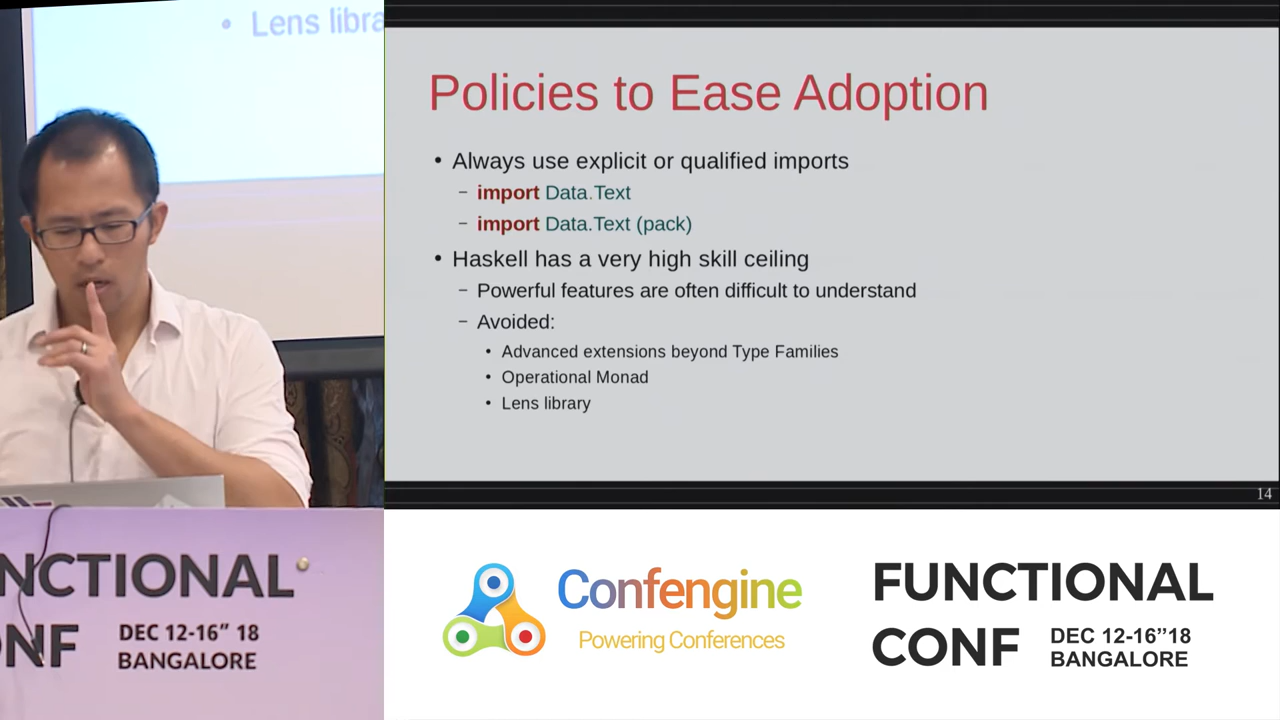 • Lens libra
Policies to Ease Adoption
• Always use explicit or qualified imports
– import Data.Text
– import Data.Text (pack)
• Haskell has a very high skill ceiling
– Powerful features are often difficult to understand
– Avoided:
• Advanced extensions beyond Type Families
• Operational Monad
• Lens library
14
NCTIONAL
NF
DEC 12-16” 18
BANGALORE
Confengine
Powering Conferences
FUNCTIONAL
CONF
DEC 12-16”18
BANGALORE